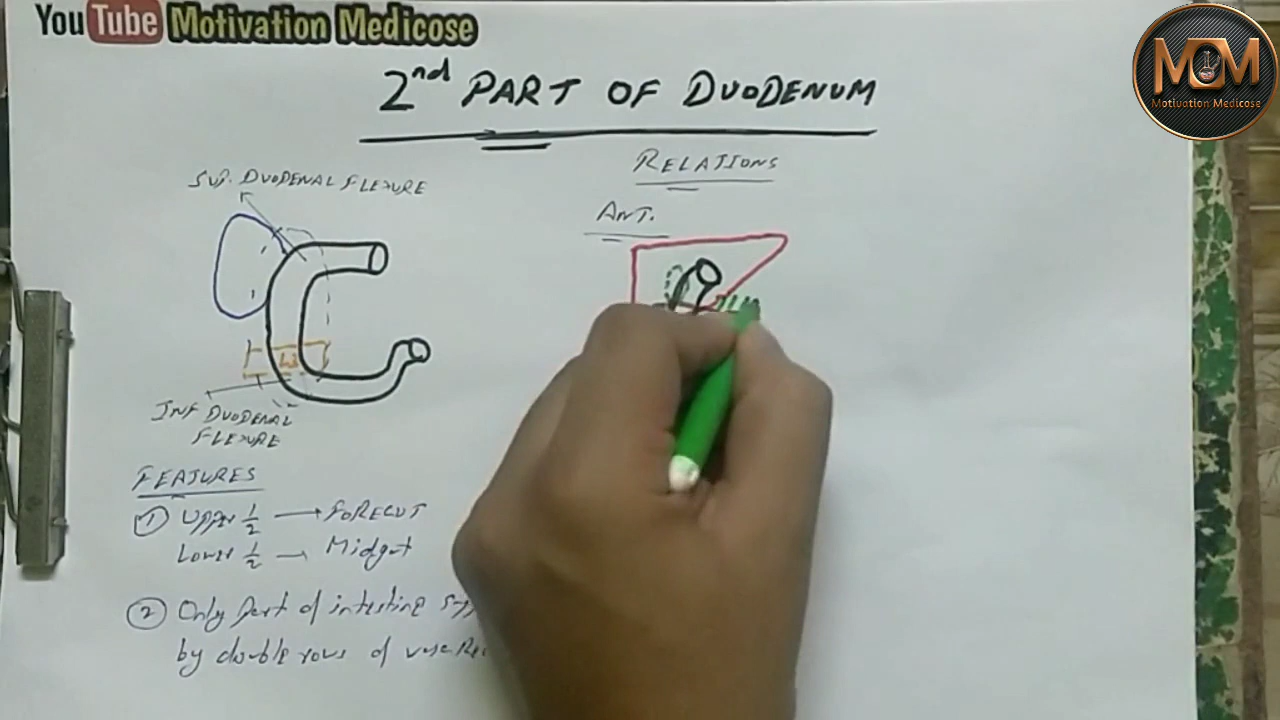 YouTube Motivation Medicose
MOM
Motivation Medicose
2nd PART OF DUODENUM
SUP. DUODENAL FLEXURE
RELATIONS
ANT.
INF DUODENAL
FLEXURE
FEATURES
① Upper 1/2 → FOREGUT
Lower 1/2 → Midgut
② Only Part of intestine
by double rows of